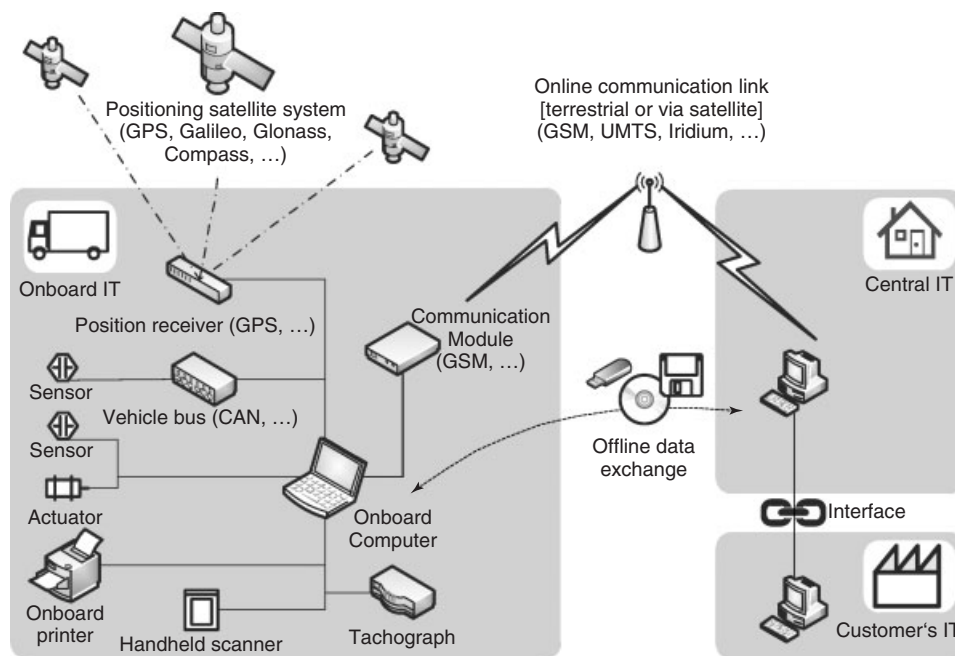 Positioning satellite system
(GPS, Galileo, Glonass,
Compass, …)
Online communication link
[terrestrial or via satellite]
(GSM, UMTS, Iridium, …)
Onboard IT
Central IT
Position receiver (GPS, …)
Communication
Module
(GSM, …)
Sensor
Vehicle bus (CAN, …)
Sensor
Offline data
exchange
Actuator
Onboard
Computer
Interface
Onboard
printer
Handheld scanner
Tachograph
Customer‘s IT